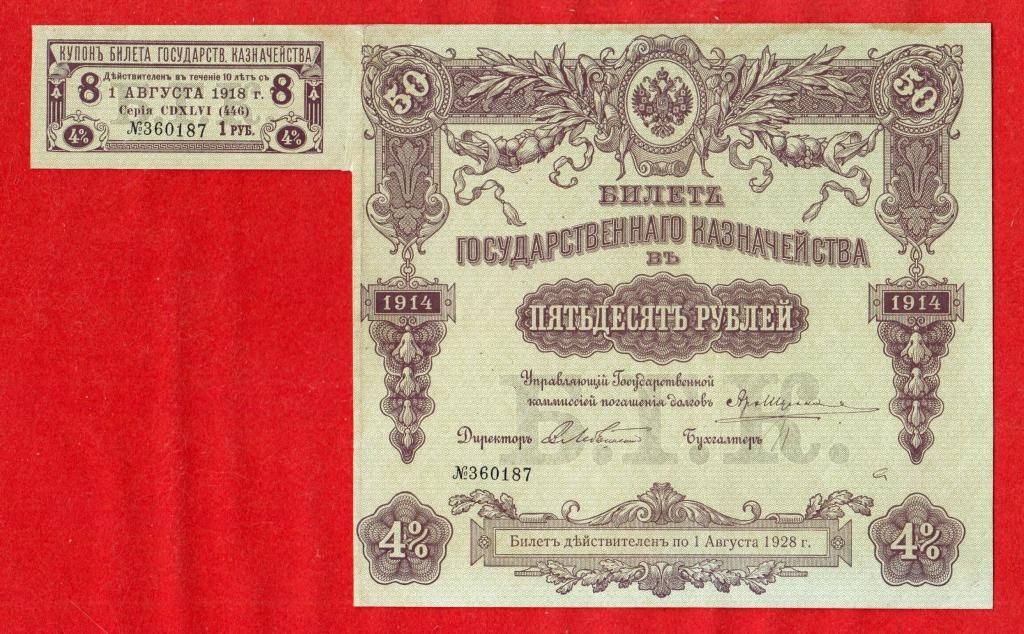 КУПОНЪ БИЛЕТА ГОСУДАРСТВ. КАЗНАЧЕЙСТВА
8 Дѣйствителенъ въ теченіе 10 лѣтъ съ 8
1 АВГУСТА 1918 г.
Серія CDXLVI (446)
№360187 1 РУБ.
4% 4%
50 50
БИЛЕТЪ
ГОСУДАРСТВЕННАГО КАЗНАЧЕЙСТВА
ВЪ
1914 1914
ПЯТЬДЕСЯТЪ РУБЛЕЙ
Управляющій Государственной
коммиссіей погашенія долговъ
Б.Г.К.
Директоръ Бухгалтеръ
№360187
4% 4%
Билетъ дѣйствителенъ по 1 Августа 1928 г.